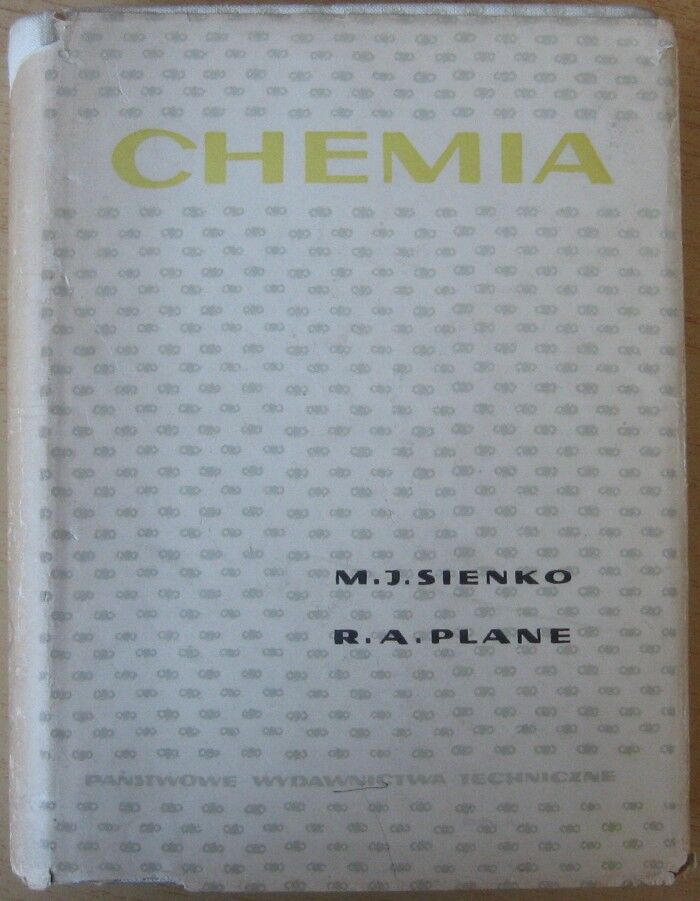 CHEMIA
M.J.SIENKO
R.A.PLANE
PAŃSTWOWE WYDAWNICTWA TECHNICZNE